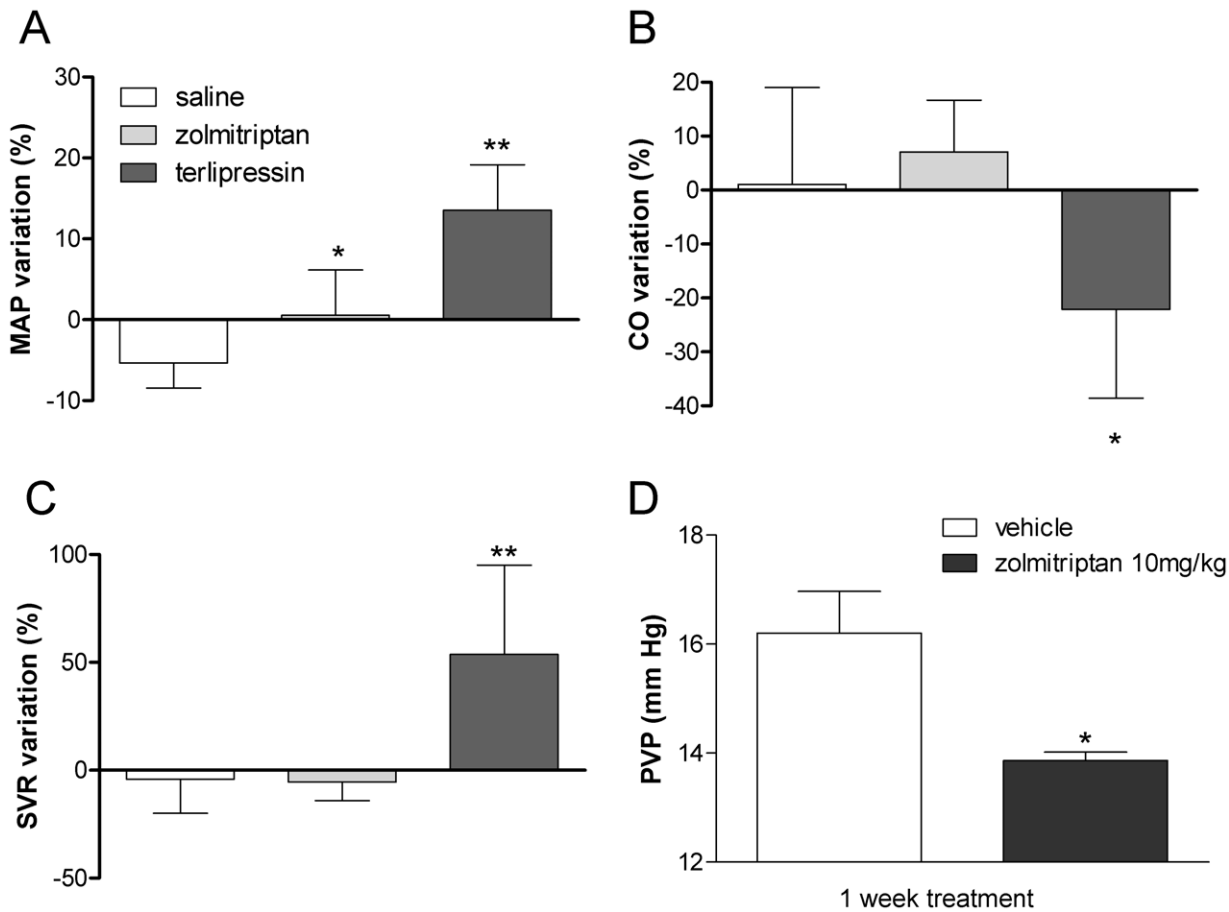 A
MAP variation (%)
30
20
10
0
-10
saline
zolmitriptan
terlipressin
*
**
B
CO variation (%)
20
10
0
-10
-20
-30
-40
*
C
SVR variation (%)
100
50
0
-50
**
D
PVP (mm Hg)
18
16
14
12
vehicle
zolmitriptan 10mg/kg
*
1 week treatment